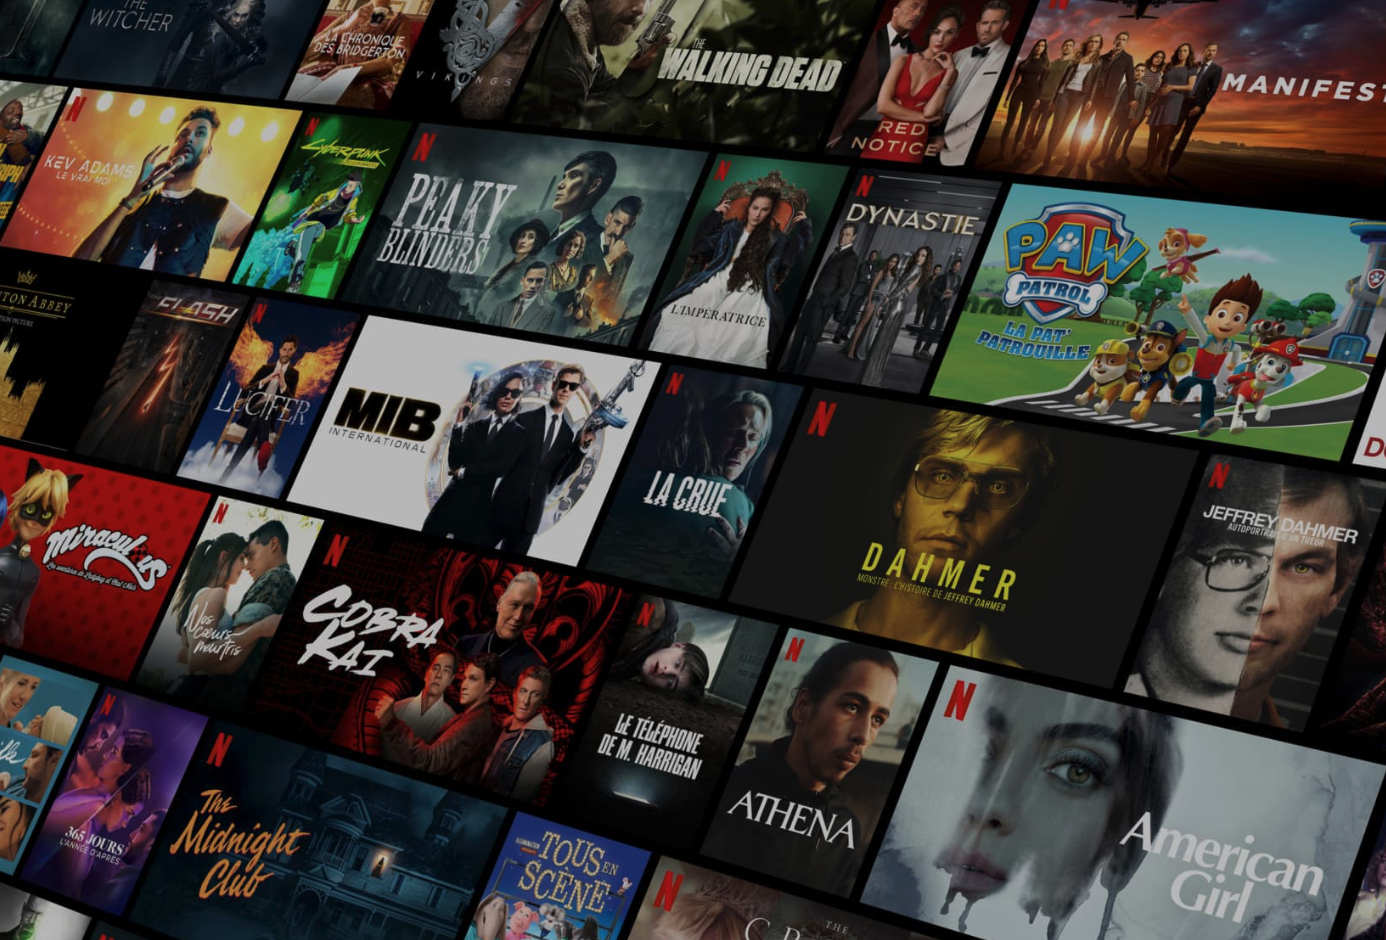 THE
WITCHER
LA CHRONIQUE
DES BRIDGERTON
VIKINGS
THE
WALKING DEAD
RED
NOTICE
MANIFEST
KEV ADAMS
LE VRAI MOI
CYBERPUNK
PEAKY
BLINDERS
L'IMPÉRATRICE
DYNASTIE
PAW
PATROL
LA PAT'
PATROUILLE
TON ABBEY
FLASH
LUCIFER
MIB
INTERNATIONAL
LA CRUE
DAHMER
MONSTRE : L'HISTOIRE DE JEFFREY DAHMER
JEFFREY DAHMER
AUTOPORTRAIT D'UN TUEUR
MIRACULOUS
Les aventures de Ladybug et Chat Noir
Nos
cœurs
meurtris
COBRA
KAI
LE TÉLÉPHONE
DE M. HARRIGAN
ATHENA
American
Girl
365 JOURS
L'ANNÉE D'APRÈS
The
Midnight
Club
ILLUMINATION
TOUS EN
SCÈNE
THE